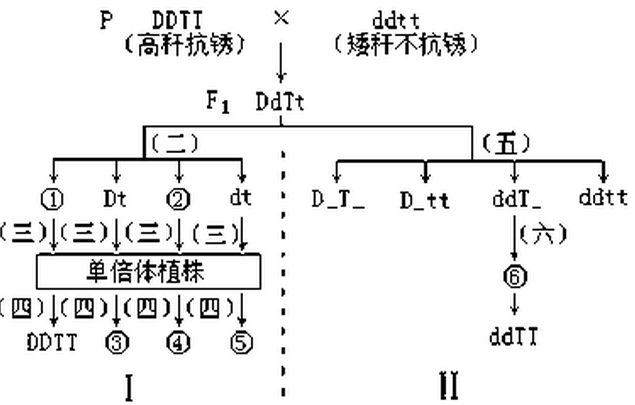 P DDTT × ddtt
(高秆抗锈) (矮秆不抗锈)
F1 DdTt
(二) (五)
① Dt ② dt D_T_ D_tt ddT_ ddtt
(三) (三) (三) (三) (六)
单倍体植株 ⑥
(四) (四) (四) (四)
DDTT ③ ④ ⑤ ddTT
I II